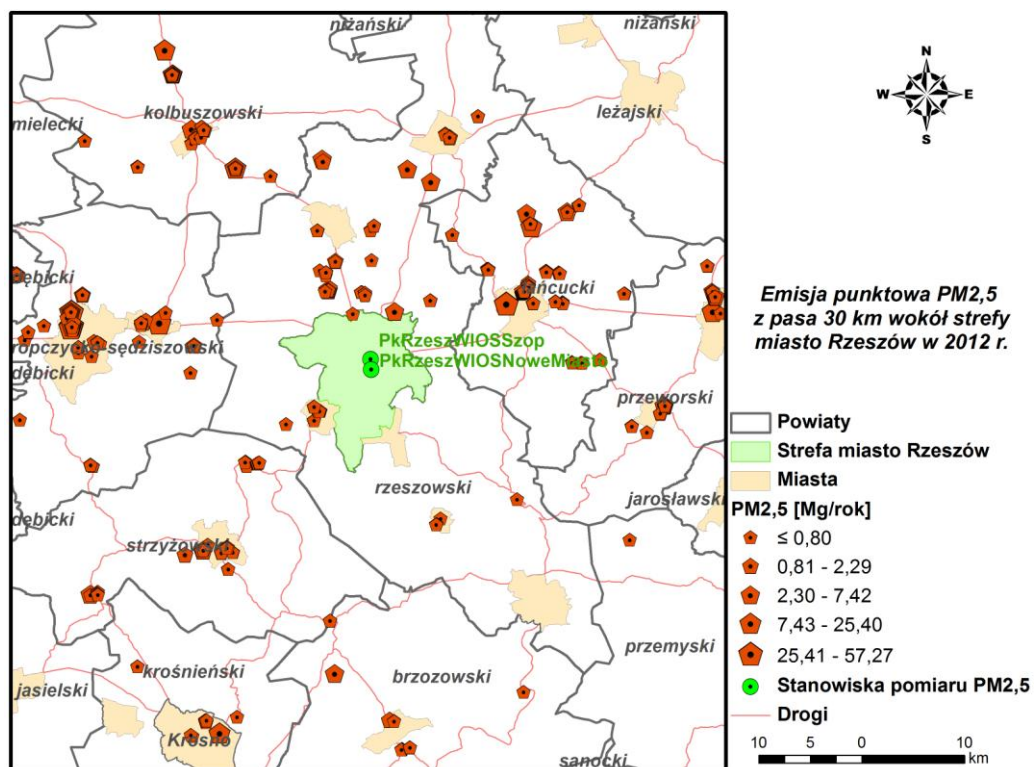 niżański
niżański
leżajski
kolbuszowski
mielecki
dębicki
łańcucki
PkRzeszWIOSSzop
ropczycko-sędziszowski
PkRzeszWIOSNoweMiasto
dębicki
przeworski
rzeszowski
jarosławski
dębicki
strzyżowski
przemyski
krośnieński
brzozowski
jasielski
Krosno
sanocki
N
W
E
S
Emisja punktowa PM2,5
z pasa 30 km wokół strefy
miasto Rzeszów w 2012 r.
Powiaty
Strefa miasto Rzeszów
Miasta
PM2,5 [Mg/rok]
≤ 0,80
0,81 - 2,29
2,30 - 7,42
7,43 - 25,40
25,41 - 57,27
Stanowiska pomiaru PM2,5
Drogi
10 5 0 10
km